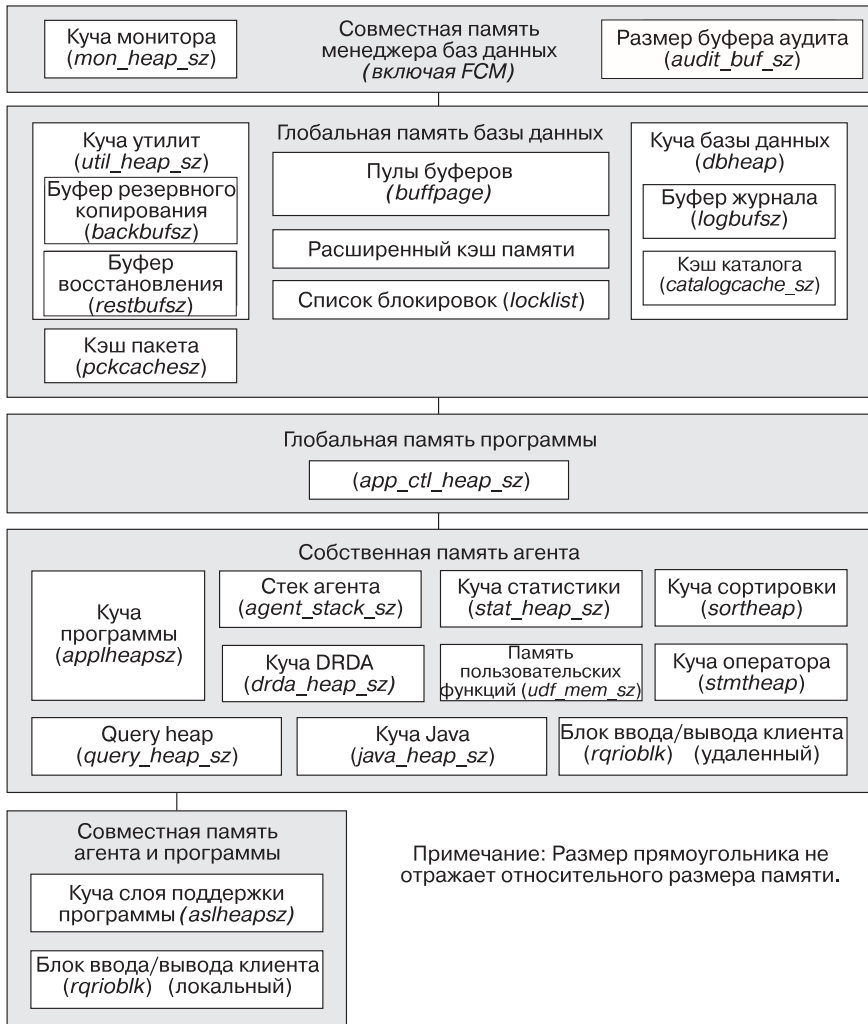 Куча монитора
(mon_heap_sz)
Совместная память
менеджера баз данных
(включая FCM)
Размер буфера аудита
(audit_buf_sz)
Глобальная память базы данных
Куча утилит
(util_heap_sz)
Буфер резервного
копирования
(backbufsz)
Буфер
восстановления
(restbufsz)
Кэш пакета
(pckcachesz)
Пулы буферов
(buffpage)
Расширенный кэш памяти
Список блокировок (locklist)
Куча базы данных
(dbheap)
Буфер журнала
(logbufsz)
Кэш каталога
(catalogcache_sz)
Глобальная память программы
(app_ctl_heap_sz)
Собственная память агента
Куча
программы
(applheapsz)
Стек агента
(agent_stack_sz)
Куча статистики
(stat_heap_sz)
Куча сортировки
(sortheap)
Куча DRDA
(drda_heap_sz)
Память
пользовательских
функций (udf_mem_sz)
Куча оператора
(stmtheap)
Query heap
(query_heap_sz)
Куча Java
(java_heap_sz)
Блок ввода/вывода клиента
(rqrioblk) (удаленный)
Совместная память
агента и программы
Куча слоя поддержки
программы (aslheapsz)
Блок ввода/вывода клиента
(rqrioblk) (локальный)
Примечание: Размер прямоугольника не
отражает относительного размера памяти.